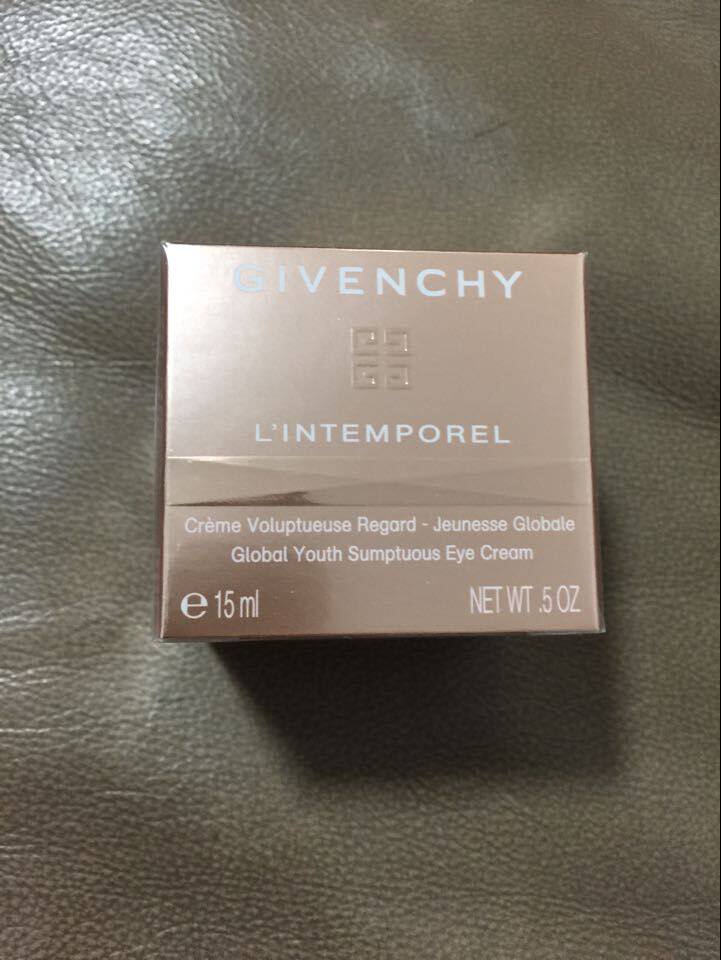 GIVENCHY
L'INTEMPOREL
Crème Voluptueuse Regard - Jeunesse Globale
Global Youth Sumptuous Eye Cream
℮ 15 ml NET WT .5 OZ